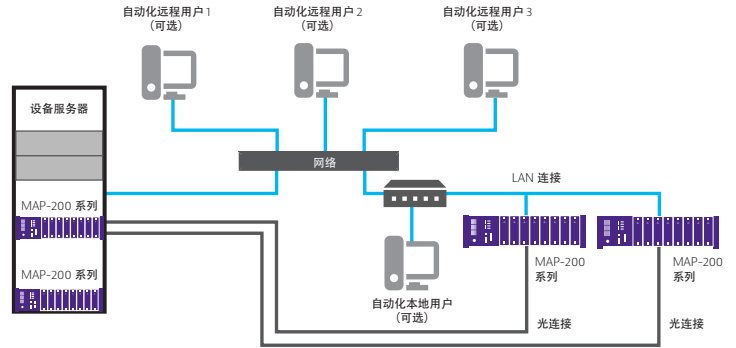 自动化远程用户1
（可选）
自动化远程用户2
（可选）
自动化远程用户3
（可选）
设备服务器
网络
LAN 连接
MAP-200 系列
MAP-200
系列
MAP-200
系列
MAP-200 系列
自动化本地用户
（可选）
光连接
光连接